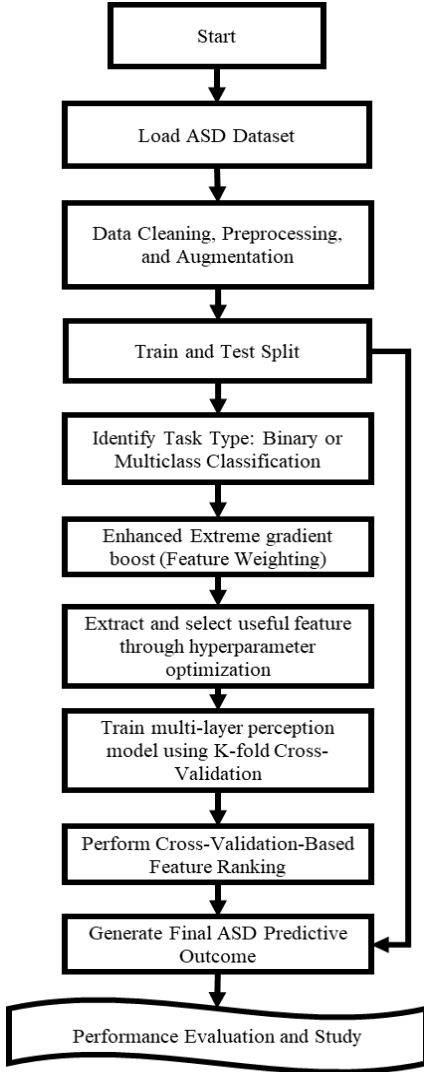 Start
Load ASD Dataset
Data Cleaning, Preprocessing,
and Augmentation
Train and Test Split
Identify Task Type: Binary or
Multiclass Classification
Enhanced Extreme gradient
boost (Feature Weighting)
Extract and select useful feature
through hyperparameter
optimization
Train multi-layer perception
model using K-fold Cross-
Validation
Perform Cross-Validation-Based
Feature Ranking
Generate Final ASD Predictive
Outcome
Performance Evaluation and Study